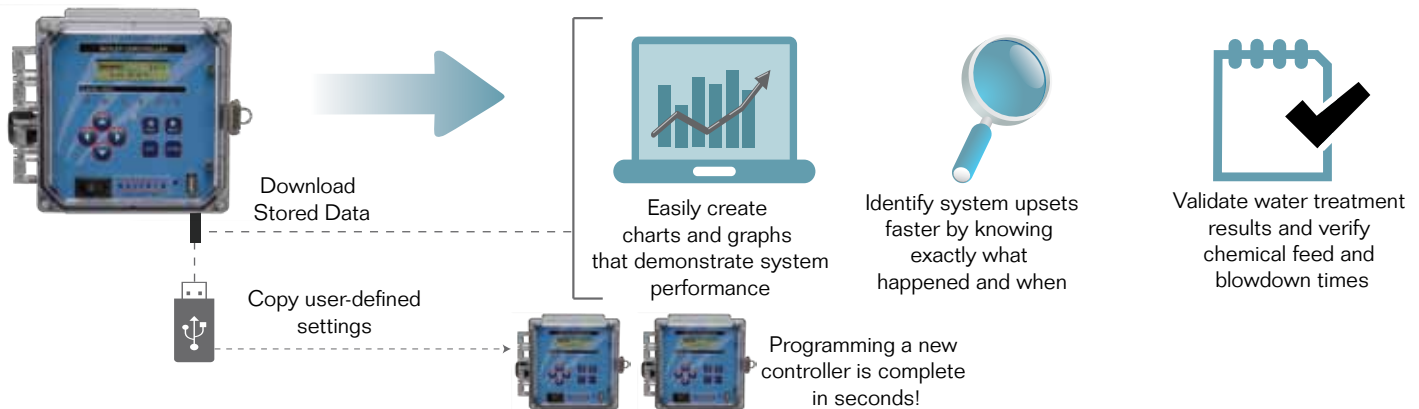 BOILER CONTROLLER
Download
Stored Data
Easily create
charts and graphs
that demonstrate system
performance
Identify system upsets
faster by knowing
exactly what
happened and when
Validate water treatment
results and verify
chemical feed and
blowdown times
Copy user-defined
settings
Programming a new
controller is complete
in seconds!